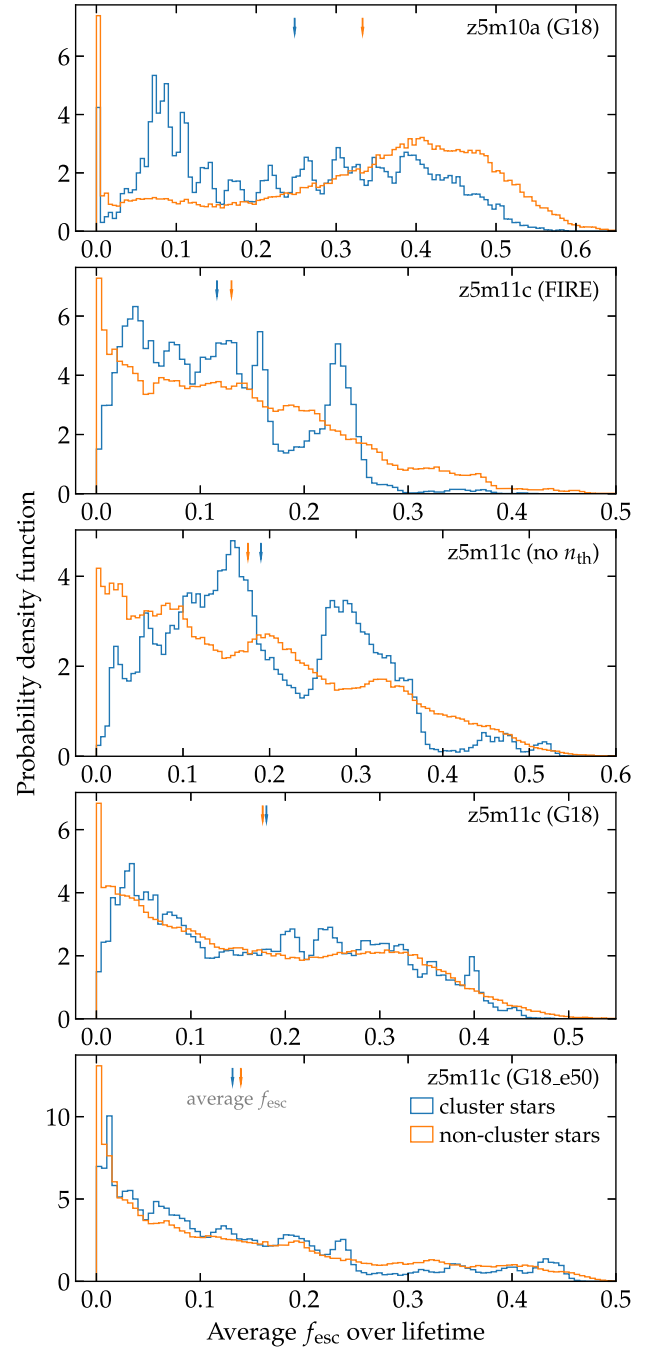 z5m10a (G18)
6
4
2
0
0.0 0.1 0.2 0.3 0.4 0.5 0.6
z5m11c (FIRE)
6
4
2
0
0.0 0.1 0.2 0.3 0.4 0.5
Probability density function
z5m11c (no n_th)
4
2
0
0.0 0.1 0.2 0.3 0.4 0.5 0.6
z5m11c (G18)
6
4
2
0
0.0 0.1 0.2 0.3 0.4 0.5
z5m11c (G18_e50)
average f_esc
cluster stars
non-cluster stars
10
5
0
0.0 0.1 0.2 0.3 0.4 0.5
Average f_esc over lifetime